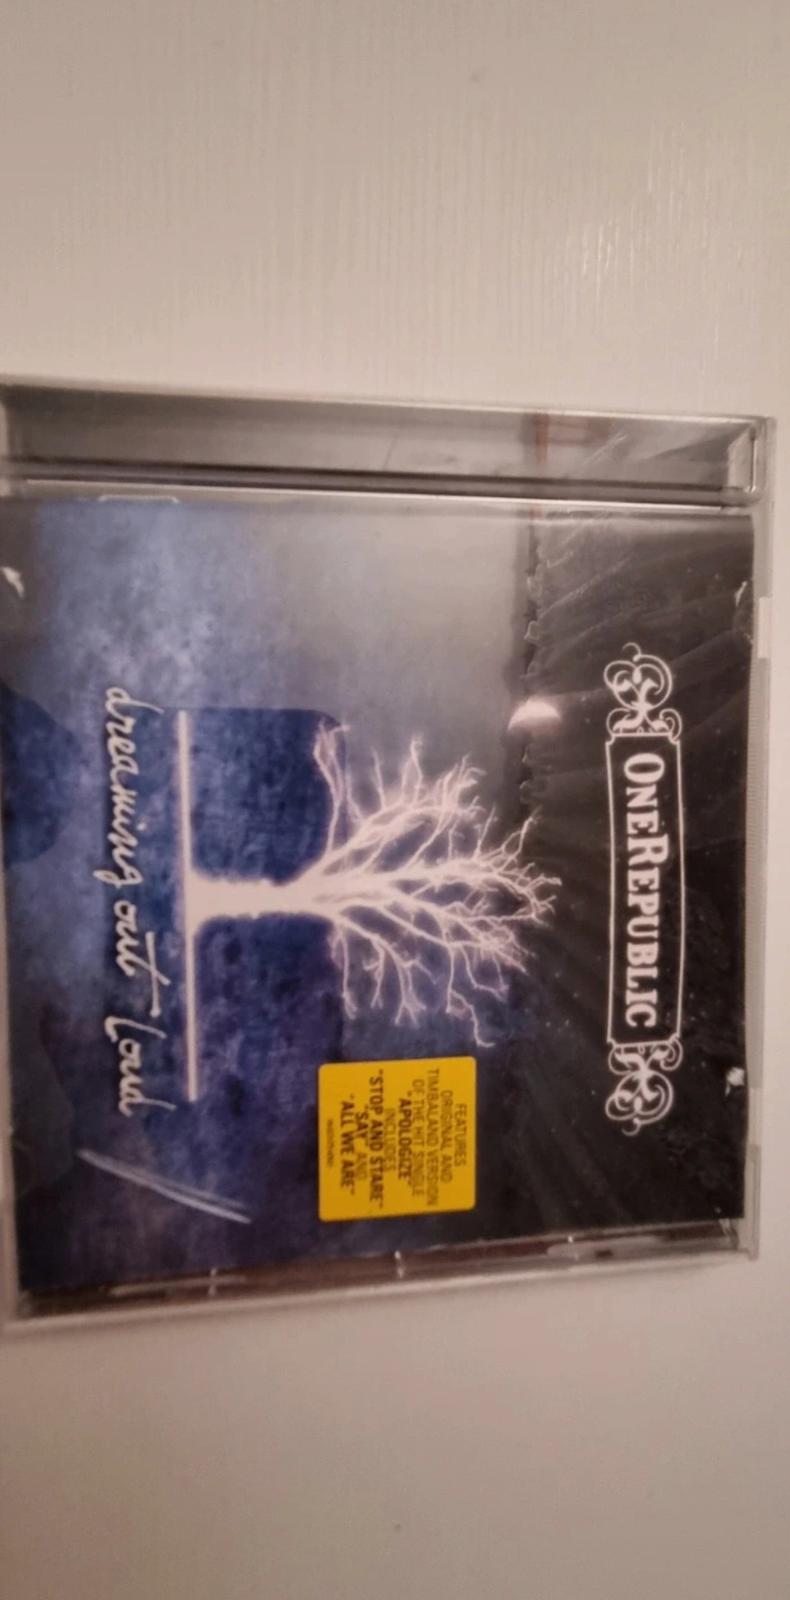 ONEREPUBLIC
FEATURES
ORIGINAL AND
TIMBALAND VERSION
OF THE HIT SINGLE
"APOLOGIZE"
INCLUDES
"STOP AND STARE"
"SAY" AND
"ALL WE ARE"
dreaming out loud